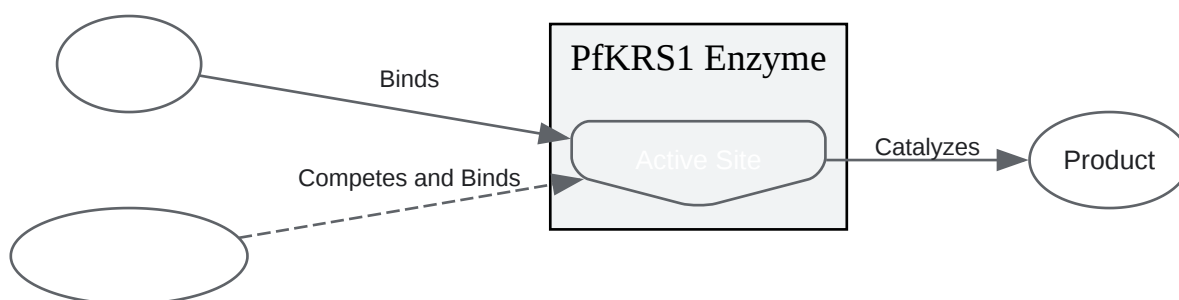 PfKRS1 Enzyme
Binds
Active Site
Catalyzes
Product
Competes and Binds